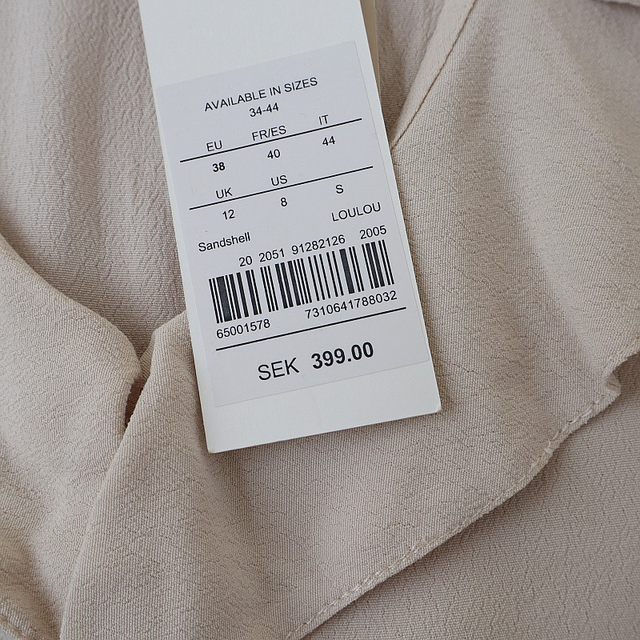 AVAILABLE IN SIZES
34-44
EU FR/ES IT
38 40 44
UK US
12 8 S
Sandshell LOULOU
20 2051 91282126 2005
65001578 7310641788032
SEK 399.00